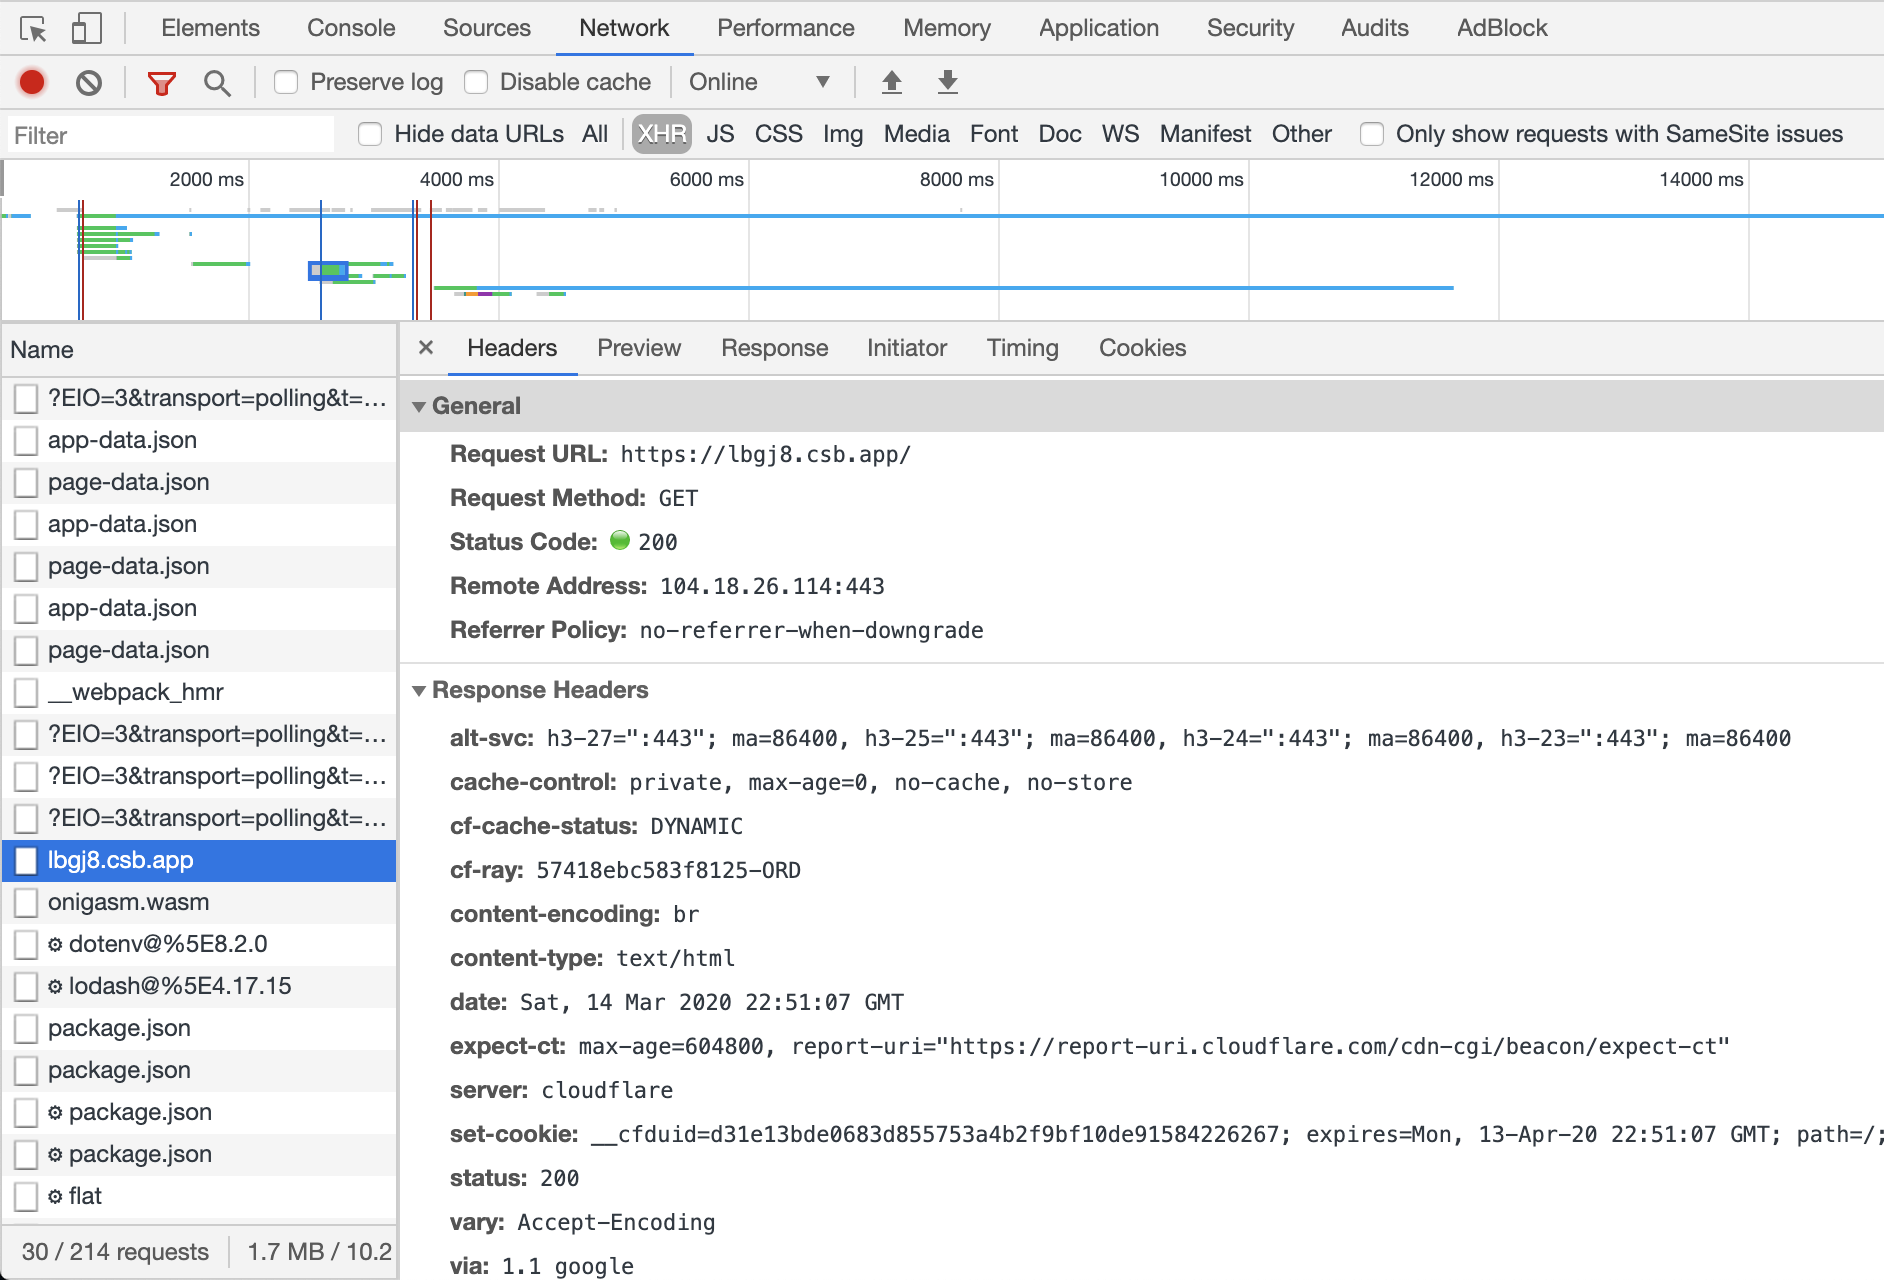 Elements Console Sources Network Performance Memory Application Security Audits AdBlock
Preserve log Disable cache Online
Filter Hide data URLs All XHR JS CSS Img Media Font Doc WS Manifest Other Only show requests with SameSite issues
2000 ms 4000 ms 6000 ms 8000 ms 10000 ms 12000 ms 14000 ms
Name
?EIO=3&transport=polling&t=…
app-data.json
page-data.json
app-data.json
page-data.json
app-data.json
page-data.json
__webpack_hmr
?EIO=3&transport=polling&t=…
?EIO=3&transport=polling&t=…
?EIO=3&transport=polling&t=…
lbgj8.csb.app
onigasm.wasm
dotenv@%5E8.2.0
lodash@%5E4.17.15
package.json
package.json
package.json
package.json
flat
30 / 214 requests 1.7 MB / 10.2
Headers Preview Response Initiator Timing Cookies
General
Request URL: https://lbgj8.csb.app/
Request Method: GET
Status Code: 200
Remote Address: 104.18.26.114:443
Referrer Policy: no-referrer-when-downgrade
Response Headers
alt-svc: h3-27=":443"; ma=86400, h3-25=":443"; ma=86400, h3-24=":443"; ma=86400, h3-23=":443"; ma=86400
cache-control: private, max-age=0, no-cache, no-store
cf-cache-status: DYNAMIC
cf-ray: 57418ebc583f8125-ORD
content-encoding: br
content-type: text/html
date: Sat, 14 Mar 2020 22:51:07 GMT
expect-ct: max-age=604800, report-uri="https://report-uri.cloudflare.com/cdn-cgi/beacon/expect-ct"
server: cloudflare
set-cookie: __cfduid=d31e13bde0683d855753a4b2f9bf10de91584226267; expires=Mon, 13-Apr-20 22:51:07 GMT; path=/;
status: 200
vary: Accept-Encoding
via: 1.1 google